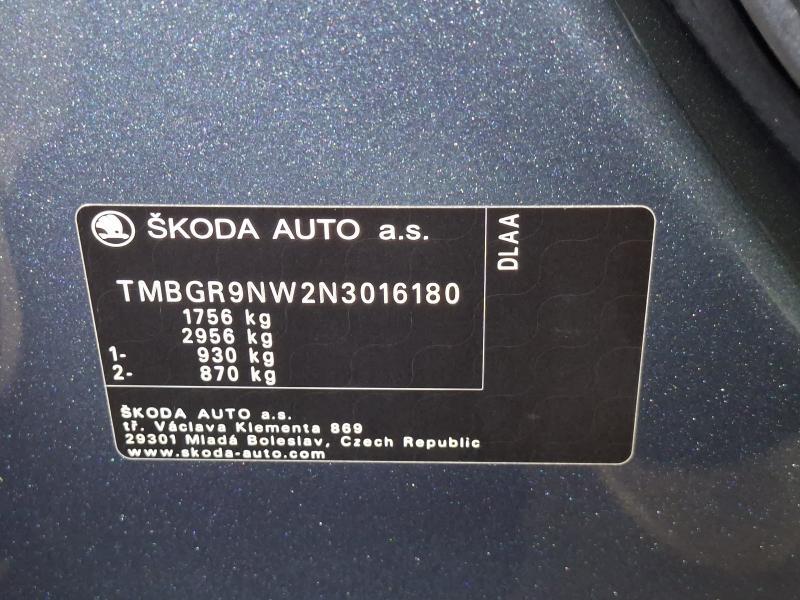 ŠKODA AUTO a.s.
DLAA
TMBGR9NW2N3016180
1756 kg
2956 kg
1- 930 kg
2- 870 kg
ŠKODA AUTO a.s.
tř. Václava Klementa 869
29301 Mladá Boleslav, Czech Republic
www.skoda-auto.com